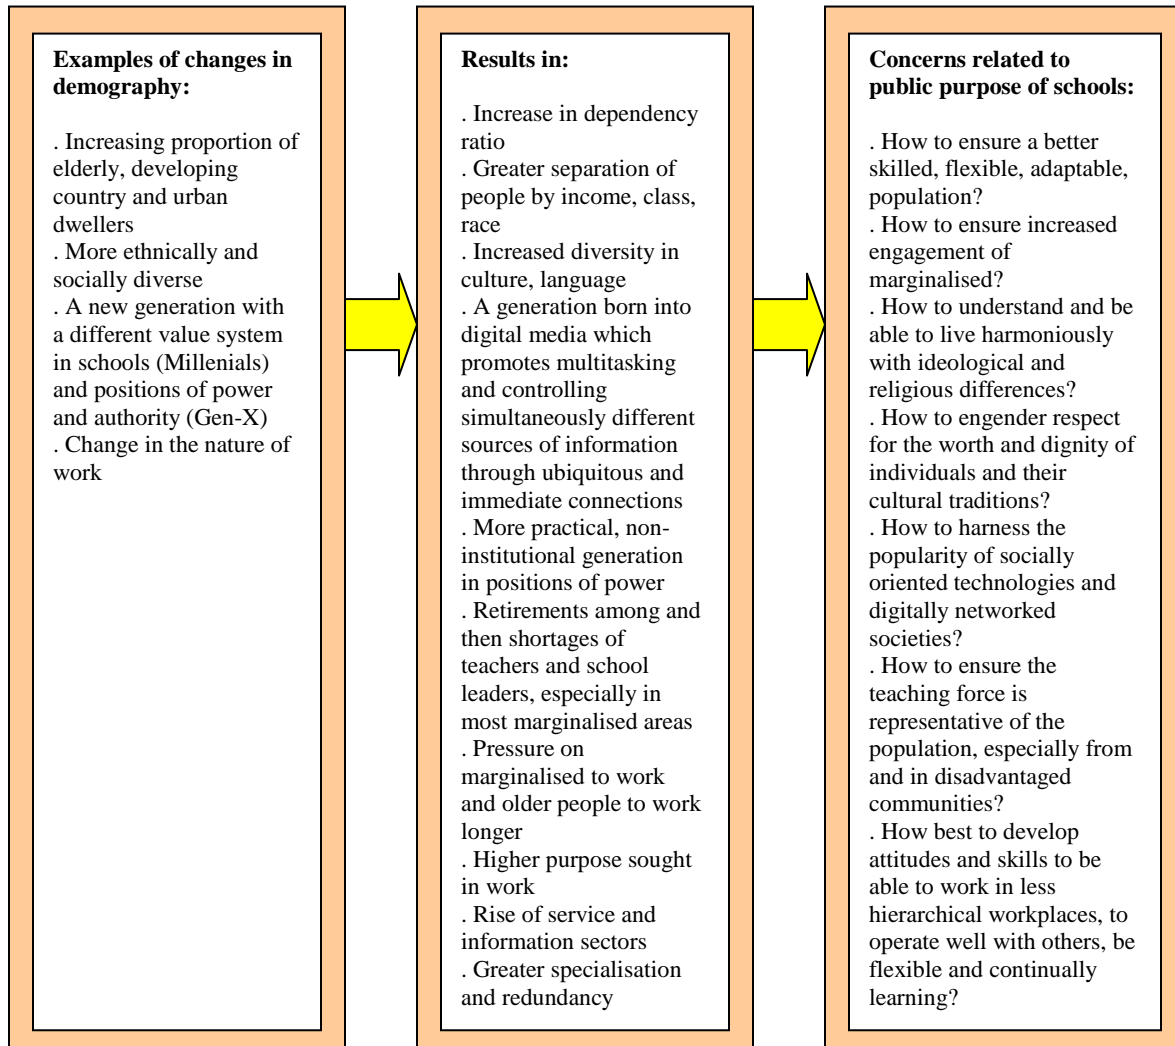 Examples of changes in
demography:
. Increasing proportion of
elderly, developing
country and urban
dwellers
. More ethnically and
socially diverse
. A new generation with
a different value system
in schools (Millenials)
and positions of power
and authority (Gen-X)
. Change in the nature of
work
Results in:
. Increase in dependency
ratio
. Greater separation of
people by income, class,
race
. Increased diversity in
culture, language
. A generation born into
digital media which
promotes multitasking
and controlling
simultaneously different
sources of information
through ubiquitous and
immediate connections
. More practical, non-
institutional generation
in positions of power
. Retirements among and
then shortages of
teachers and school
leaders, especially in
most marginalised areas
. Pressure on
marginalised to work
and older people to work
longer
. Higher purpose sought
in work
. Rise of service and
information sectors
. Greater specialisation
and redundancy
Concerns related to
public purpose of schools:
. How to ensure a better
skilled, flexible, adaptable,
population?
. How to ensure increased
engagement of
marginalised?
. How to understand and be
able to live harmoniously
with ideological and
religious differences?
. How to engender respect
for the worth and dignity of
individuals and their
cultural traditions?
. How to harness the
popularity of socially
oriented technologies and
digitally networked
societies?
. How to ensure the
teaching force is
representative of the
population, especially from
and in disadvantaged
communities?
. How best to develop
attitudes and skills to be
able to work in less
hierarchical workplaces, to
operate well with others, be
flexible and continually
learning?